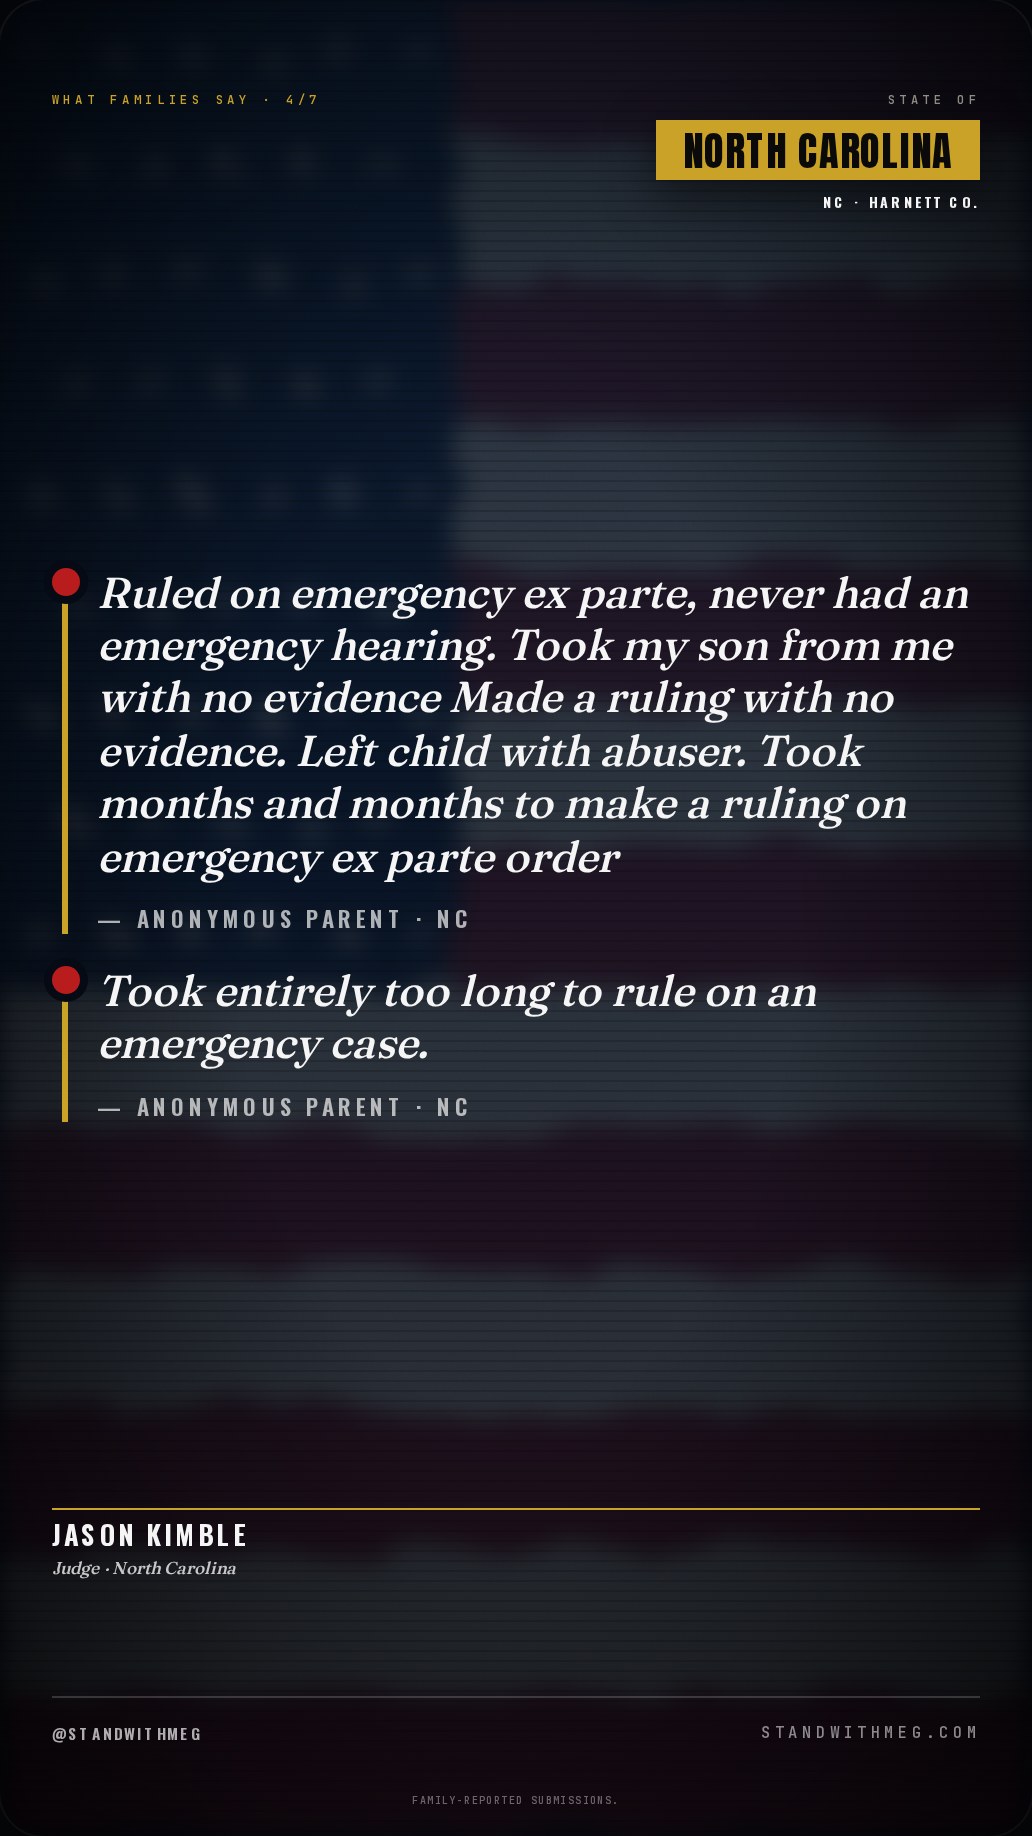 WHAT FAMILIES SAY · 4/7
STATE OF
NORTH CAROLINA
NC · HARNETT CO.
Ruled on emergency ex parte, never had an
emergency hearing. Took my son from me
with no evidence Made a ruling with no
evidence. Left child with abuser. Took
months and months to make a ruling on
emergency ex parte order
— ANONYMOUS PARENT · NC
Took entirely too long to rule on an
emergency case.
— ANONYMOUS PARENT · NC
JASON KIMBLE
Judge · North Carolina
@STANDWITHMEG
STANDWITHMEG.COM
FAMILY-REPORTED SUBMISSIONS.